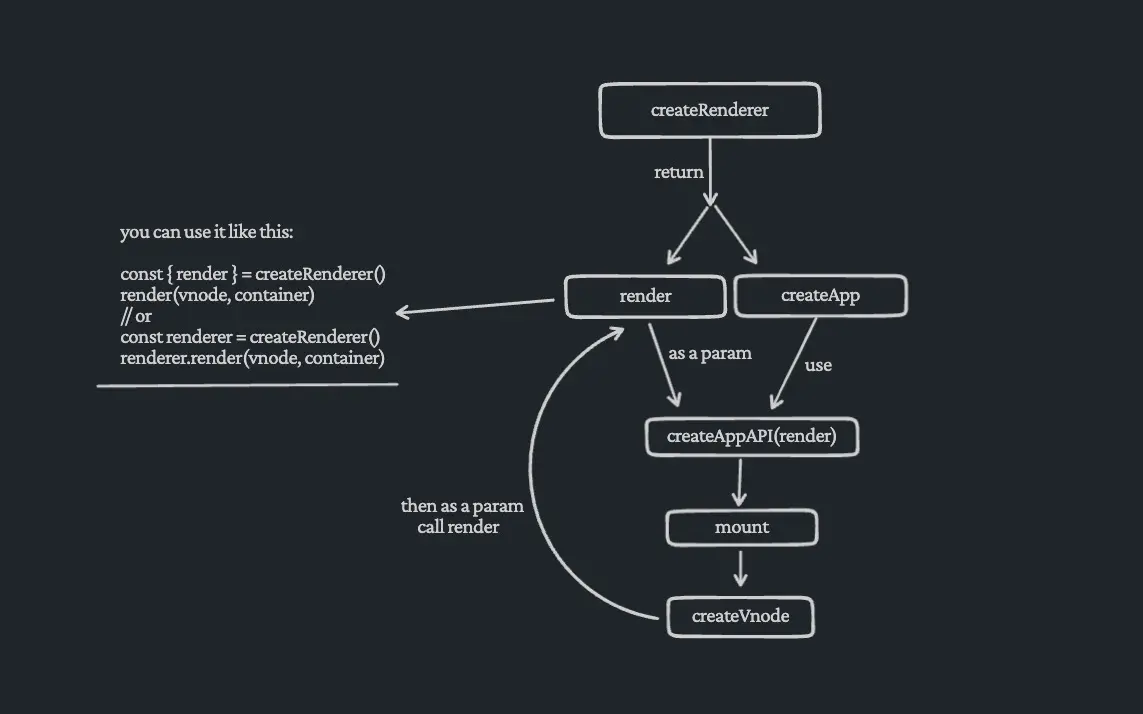 createRenderer
return
you can use it like this:
const { render } = createRenderer()
render(vnode, container)
// or
const renderer = createRenderer()
renderer.render(vnode, container)
render
createApp
as a param
use
createAppAPI(render)
then as a param
call render
mount
createVnode